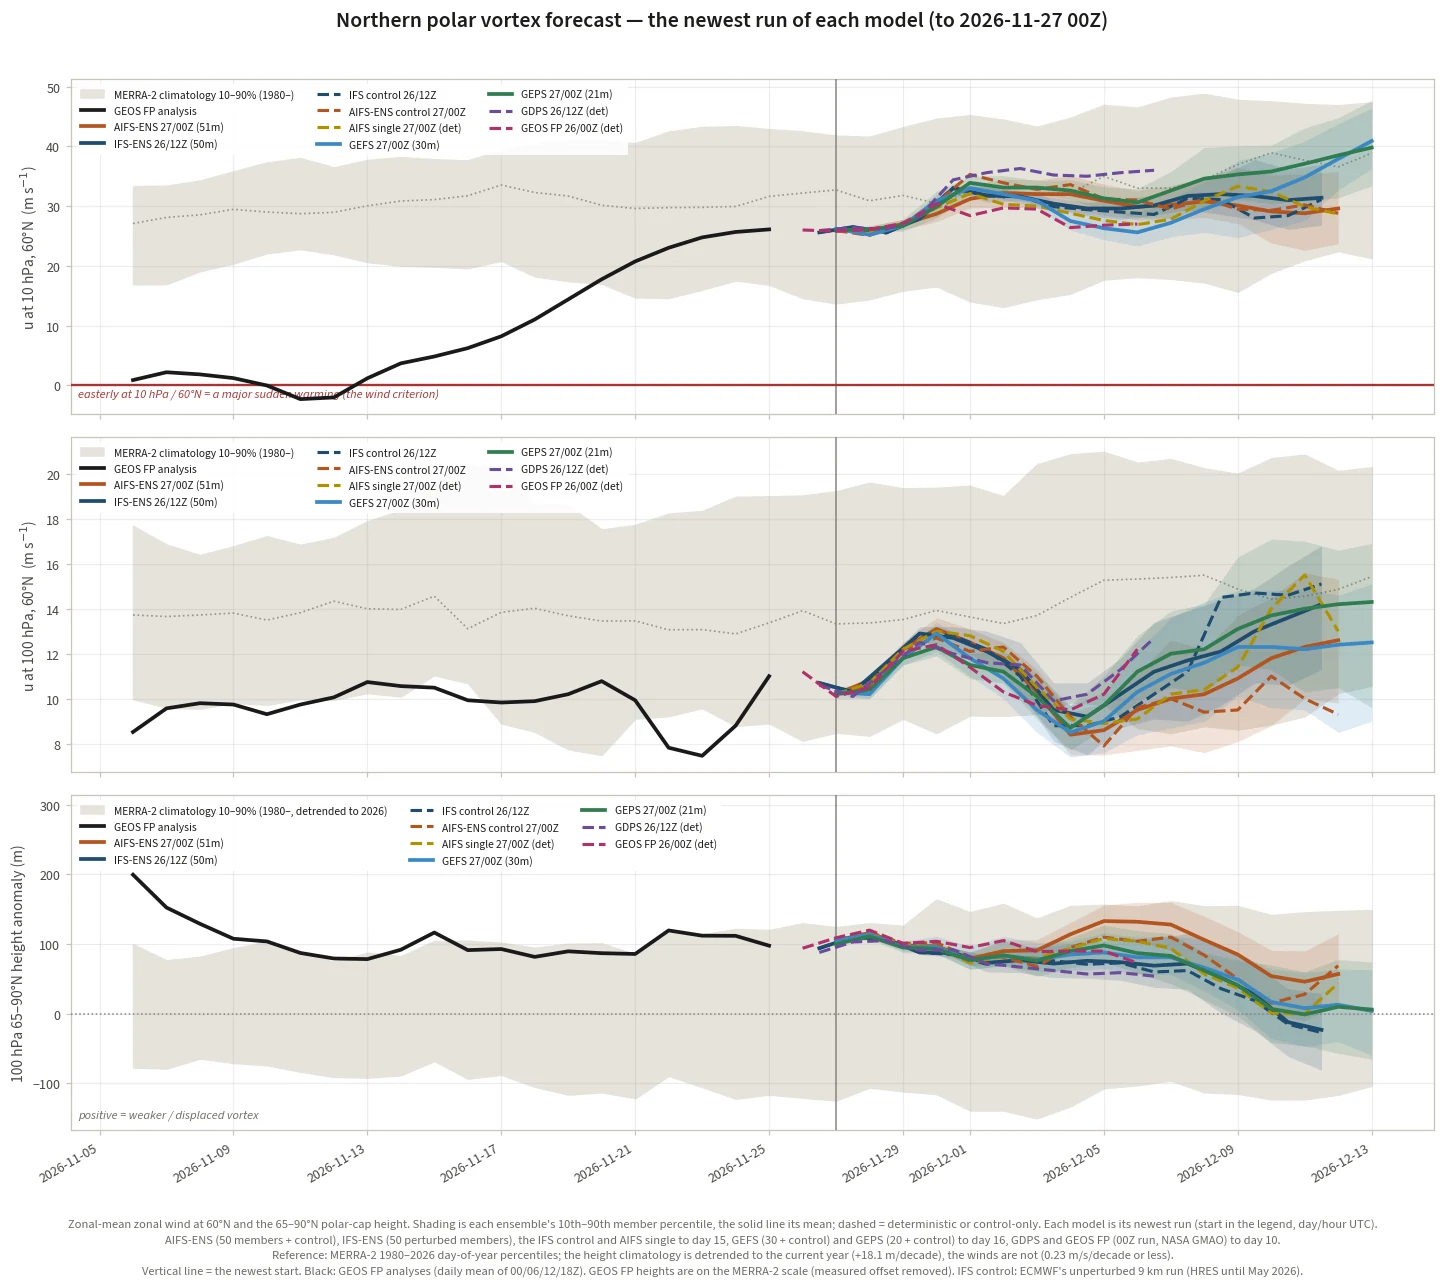 Northern polar vortex forecast — the newest run of each model (to 2026-11-27 00Z)
u at 10 hPa, 60°N (m s⁻¹)
50
40
30
20
10
0
MERRA-2 climatology 10–90% (1980–)
GEOS FP analysis
AIFS-ENS 27/00Z (51m)
IFS-ENS 26/12Z (50m)
IFS control 26/12Z
AIFS-ENS control 27/00Z
AIFS single 27/00Z (det)
GEFS 27/00Z (30m)
GEPS 27/00Z (21m)
GDPS 26/12Z (det)
GEOS FP 26/00Z (det)
easterly at 10 hPa / 60°N = a major sudden warming (the wind criterion)
u at 100 hPa, 60°N (m s⁻¹)
20
18
16
14
12
10
8
MERRA-2 climatology 10–90% (1980–)
GEOS FP analysis
AIFS-ENS 27/00Z (51m)
IFS-ENS 26/12Z (50m)
IFS control 26/12Z
AIFS-ENS control 27/00Z
AIFS single 27/00Z (det)
GEFS 27/00Z (30m)
GEPS 27/00Z (21m)
GDPS 26/12Z (det)
GEOS FP 26/00Z (det)
100 hPa 65–90°N height anomaly (m)
300
200
100
0
−100
MERRA-2 climatology 10–90% (1980–, detrended to 2026)
GEOS FP analysis
AIFS-ENS 27/00Z (51m)
IFS-ENS 26/12Z (50m)
IFS control 26/12Z
AIFS-ENS control 27/00Z
AIFS single 27/00Z (det)
GEFS 27/00Z (30m)
GEPS 27/00Z (21m)
GDPS 26/12Z (det)
GEOS FP 26/00Z (det)
positive = weaker / displaced vortex
2026-11-05
2026-11-09
2026-11-13
2026-11-17
2026-11-21
2026-11-25
2026-11-29
2026-12-01
2026-12-05
2026-12-09
2026-12-13
Zonal-mean zonal wind at 60°N and the 65–90°N polar-cap height. Shading is each ensemble's 10th–90th member percentile, the solid line its mean; dashed = deterministic or control-only. Each model is its newest run (start in the legend, day/hour UTC).
AIFS-ENS (50 members + control), IFS-ENS (50 perturbed members), the IFS control and AIFS single to day 15, GEFS (30 + control) and GEPS (20 + control) to day 16, GDPS and GEOS FP (00Z run, NASA GMAO) to day 10.
Reference: MERRA-2 1980–2026 day-of-year percentiles; the height climatology is detrended to the current year (+18.1 m/decade), the winds are not (0.23 m/s/decade or less).
Vertical line = the newest start. Black: GEOS FP analyses (daily mean of 00/06/12/18Z). GEOS FP heights are on the MERRA-2 scale (measured offset removed). IFS control: ECMWF's unperturbed 9 km run (HRES until May 2026).